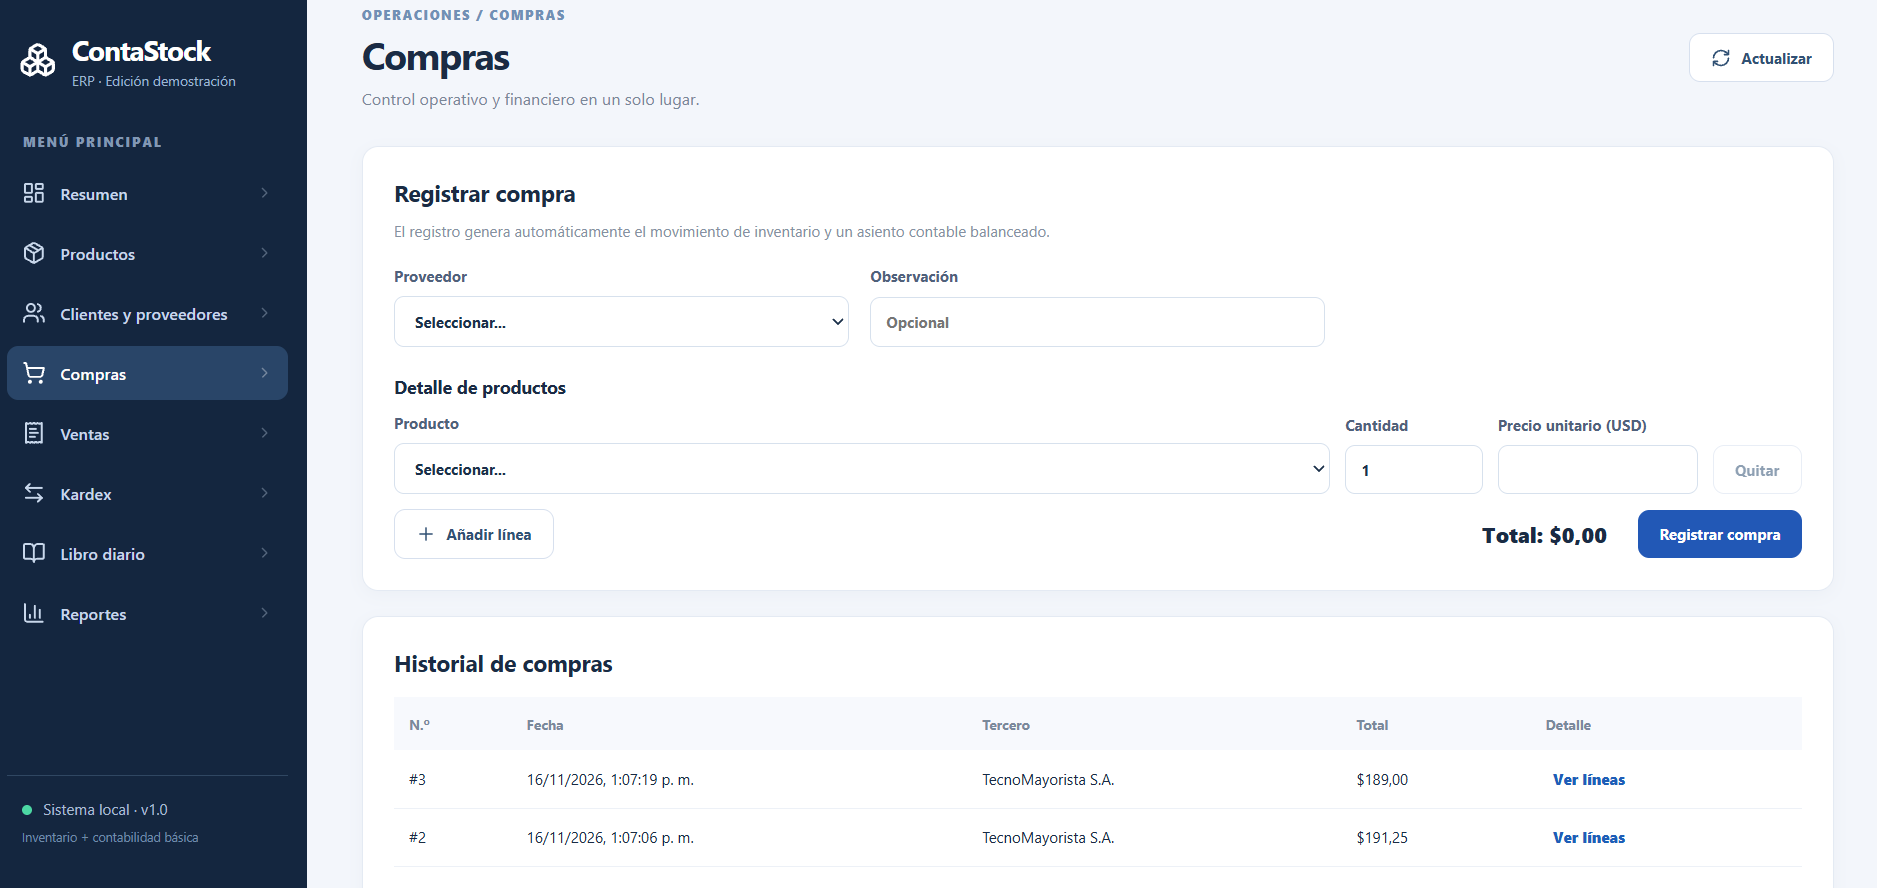 ContaStock
ERP · Edición demostración
MENÚ PRINCIPAL
Resumen
Productos
Clientes y proveedores
Compras
Ventas
Kardex
Libro diario
Reportes
Sistema local · v1.0
Inventario + contabilidad básica
OPERACIONES / COMPRAS
Compras
Control operativo y financiero en un solo lugar.
Actualizar
Registrar compra
El registro genera automáticamente el movimiento de inventario y un asiento contable balanceado.
Proveedor Observación
Seleccionar... Opcional
Detalle de productos
Producto Cantidad Precio unitario (USD)
Seleccionar... 1 Quitar
Añadir línea Total: $0,00 Registrar compra
Historial de compras
N.º Fecha Tercero Total Detalle
#3 16/11/2026, 1:07:19 p. m. TecnoMayorista S.A. $189,00 Ver líneas
#2 16/11/2026, 1:07:06 p. m. TecnoMayorista S.A. $191,25 Ver líneas